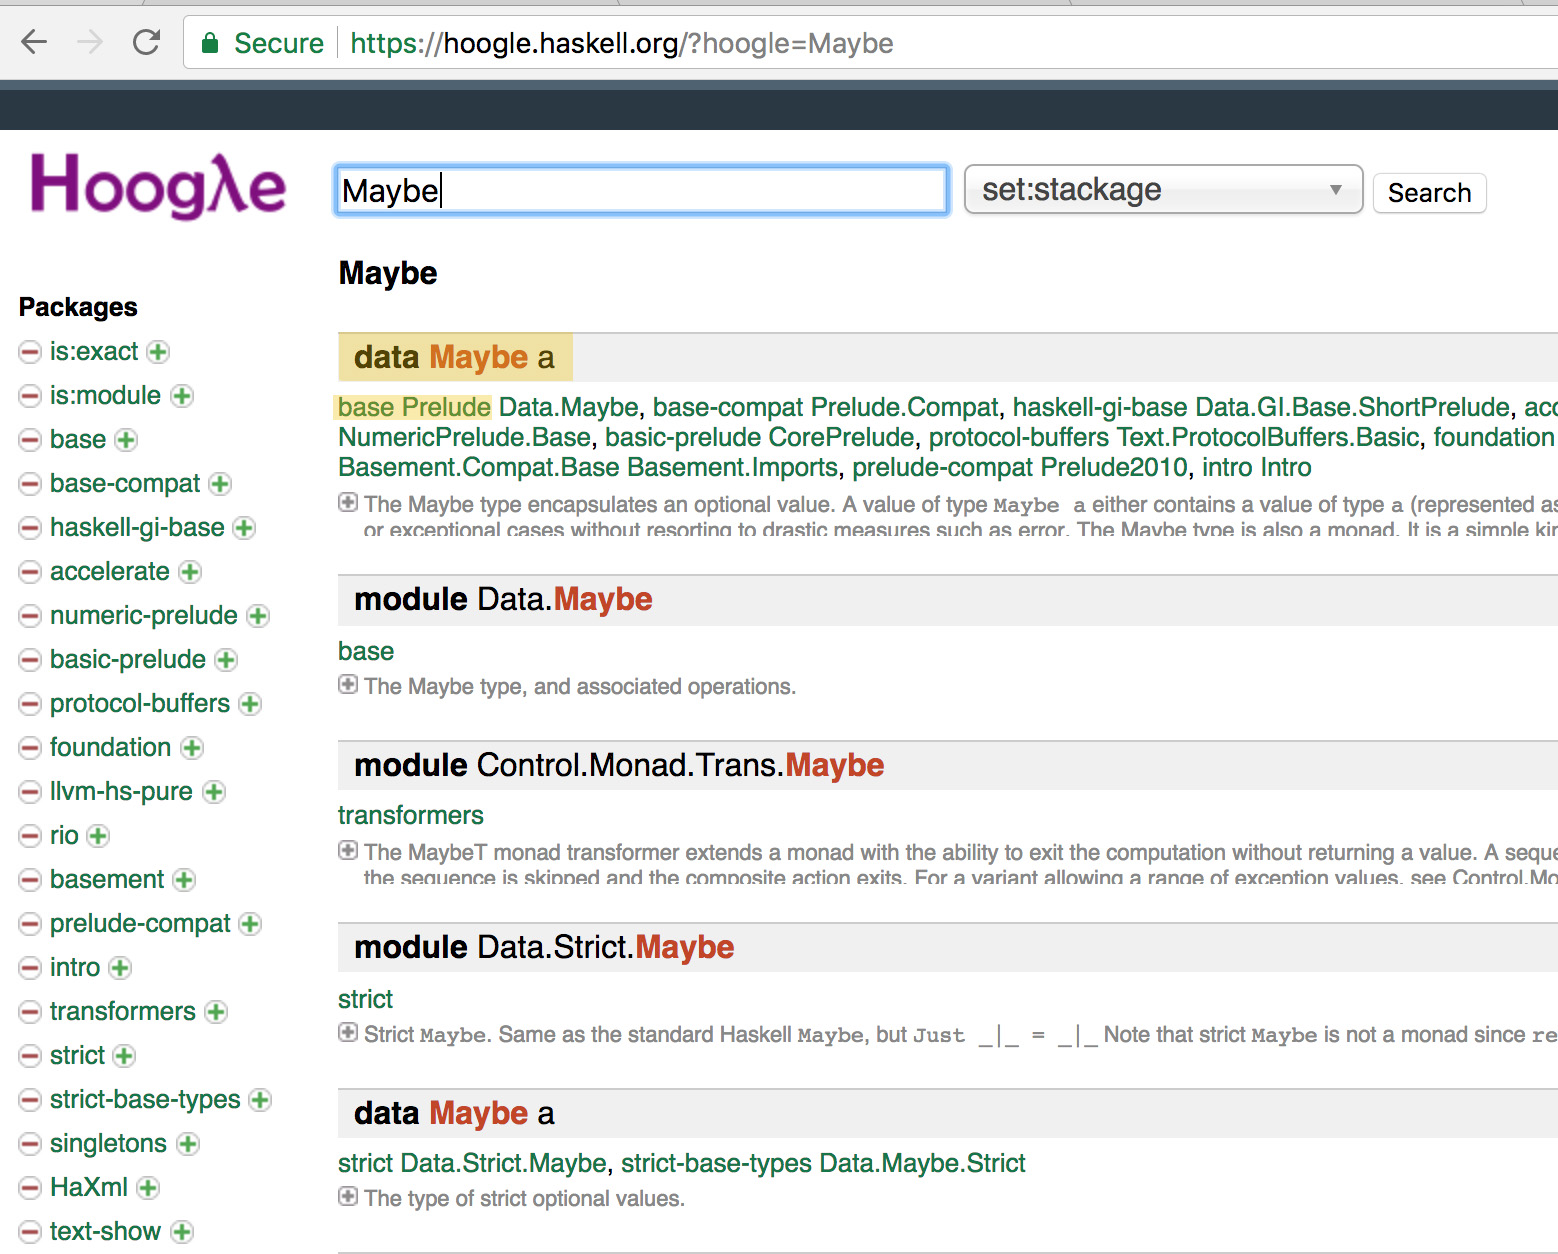 Secure https://hoogle.haskell.org/?hoogle=Maybe
Hoogλe
Maybe
set:stackage
Search
Packages
is:exact
is:module
base
base-compat
haskell-gi-base
accelerate
numeric-prelude
basic-prelude
protocol-buffers
foundation
llvm-hs-pure
rio
basement
prelude-compat
intro
transformers
strict
strict-base-types
singletons
HaXml
text-show
Maybe
data Maybe a
base Prelude Data.Maybe, base-compat Prelude.Compat, haskell-gi-base Data.GI.Base.ShortPrelude,
NumericPrelude.Base, basic-prelude CorePrelude, protocol-buffers Text.ProtocolBuffers.Basic, foundation
Basement.Compat.Base Basement.Imports, prelude-compat Prelude2010, intro Intro
The Maybe type encapsulates an optional value. A value of type Maybe a either contains a value of type a (represented as
or exceptional cases without resorting to drastic measures such as error. The Maybe type is also a monad. It is a simple
module Data.Maybe
base
The Maybe type, and associated operations.
module Control.Monad.Trans.Maybe
transformers
The MaybeT monad transformer extends a monad with the ability to exit the computation without returning a value. A
the sequence is skipped and the composite action exits. For a variant allowing a range of exception values, see
module Data.Strict.Maybe
strict
Strict Maybe. Same as the standard Haskell Maybe, but Just _|_ = _|_ Note that strict Maybe is not a monad since
data Maybe a
strict Data.Strict.Maybe, strict-base-types Data.Maybe.Strict
The type of strict optional values.